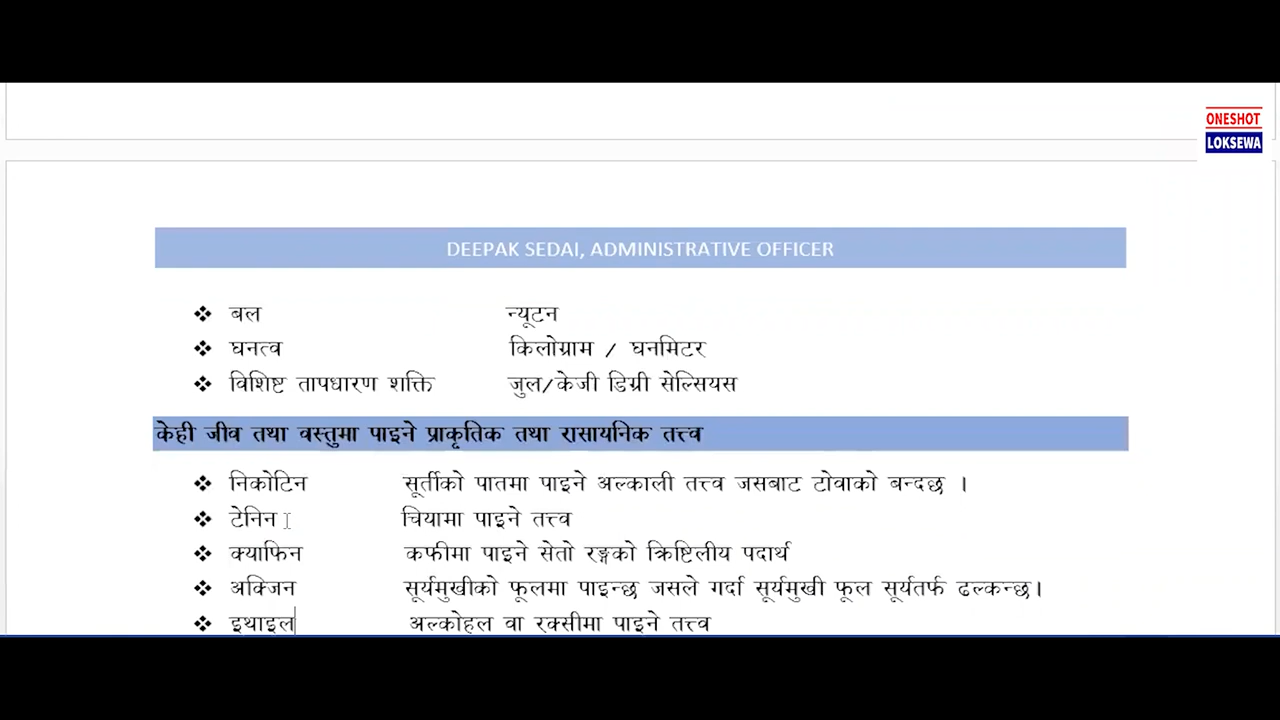 ONESHOT
LOKSEWA
DEEPAK SEDAI, ADMINISTRATIVE OFFICER
❖ बल न्यूटन
❖ घनत्व किलोग्राम / घनमिटर
❖ विशिष्ट तापधारण शक्ति जुल/केजी डिग्री सेल्सियस
केही जीव तथा वस्तुमा पाइने प्राकृतिक तथा रासायनिक तत्त्व
❖ निकोटिन सूर्तीको पातमा पाइने अल्काली तत्त्व जसबाट टोवाको बन्दछ ।
❖ टेनिन चियामा पाइने तत्त्व
❖ क्याफिन कफीमा पाइने सेतो रङ्गको क्रिष्टिलीय पदार्थ
❖ अक्जिन सूर्यमुखीको फूलमा पाइन्छ जसले गर्दा सूर्यमुखी फूल सूर्यतर्फ ढल्कन्छ।
❖ इथाइल अल्कोहल वा रक्सीमा पाइने तत्त्व